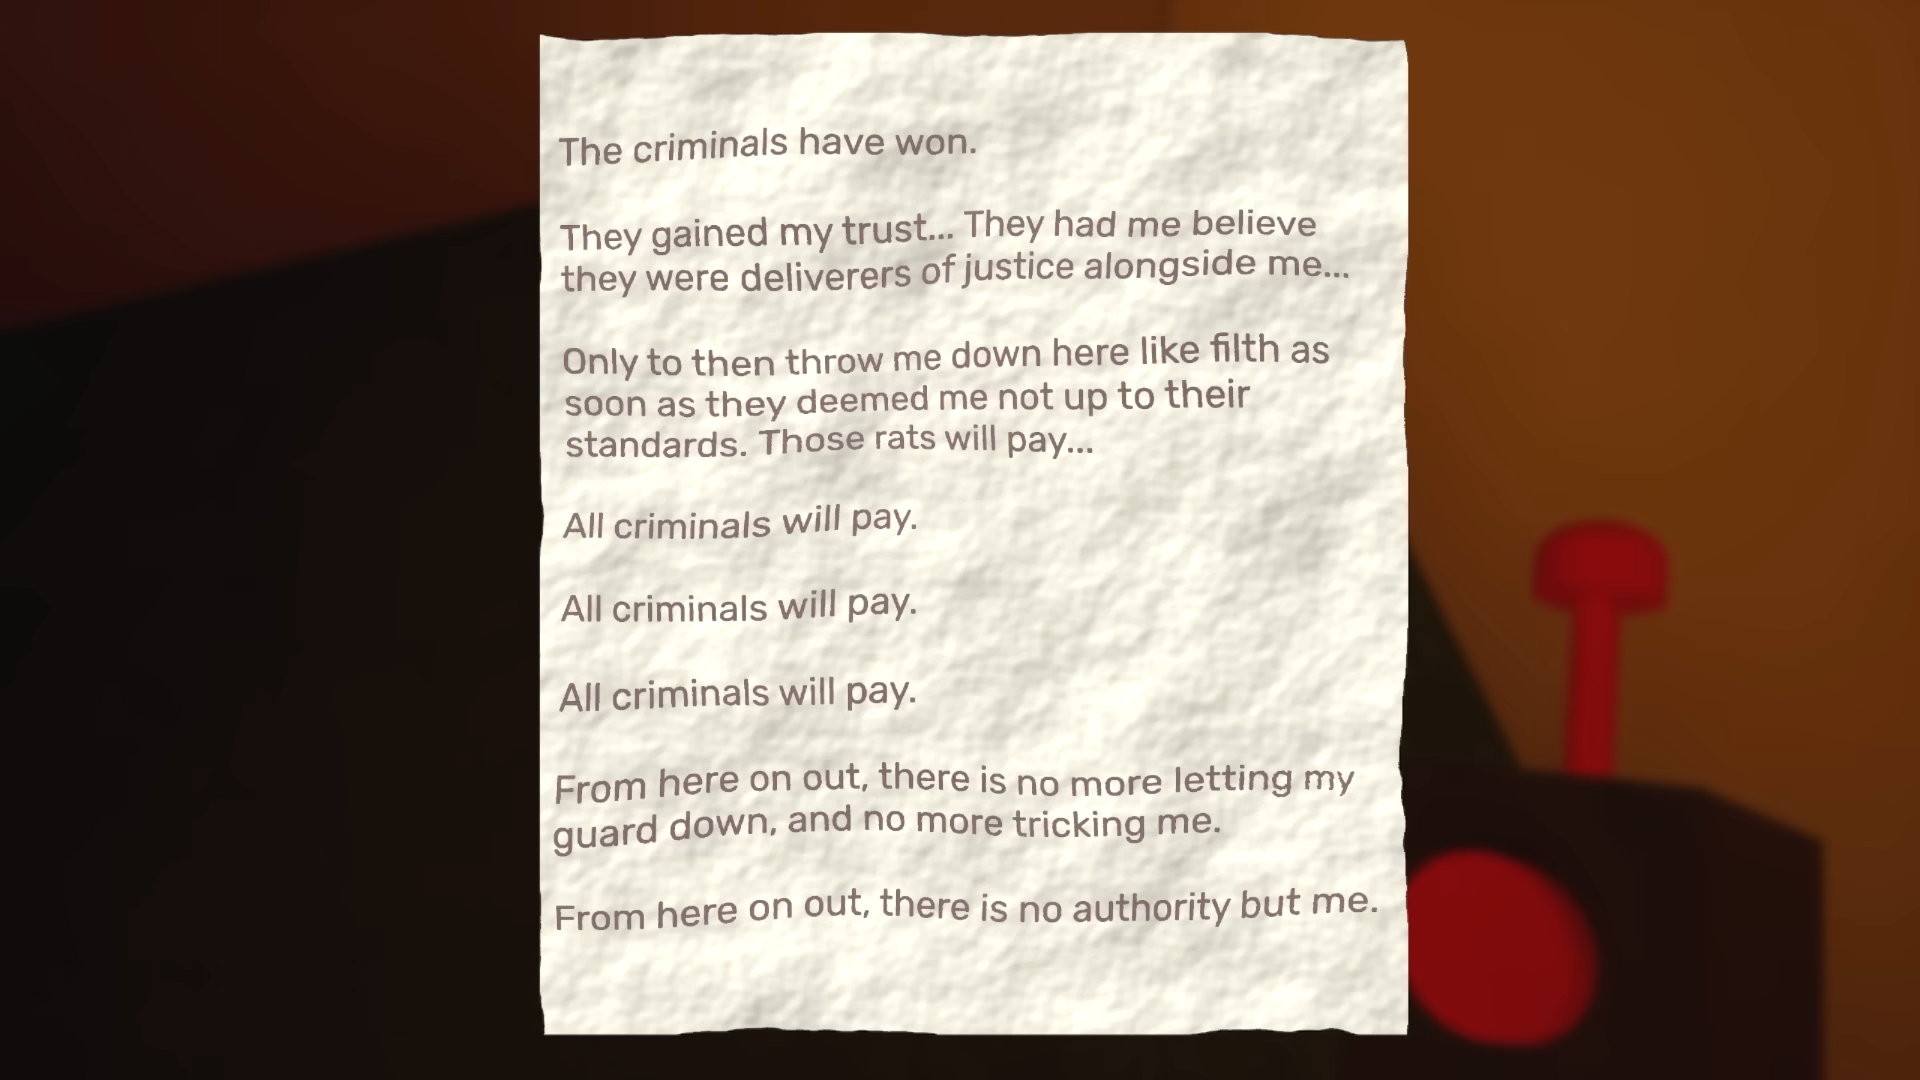 The criminals have won.
They gained my trust... They had me believe
they were deliverers of justice alongside me...
Only to then throw me down here like filth as
soon as they deemed me not up to their
standards. Those rats will pay...
All criminals will pay.
All criminals will pay.
All criminals will pay.
From here on out, there is no more letting my
guard down, and no more tricking me.
From here on out, there is no authority but me.